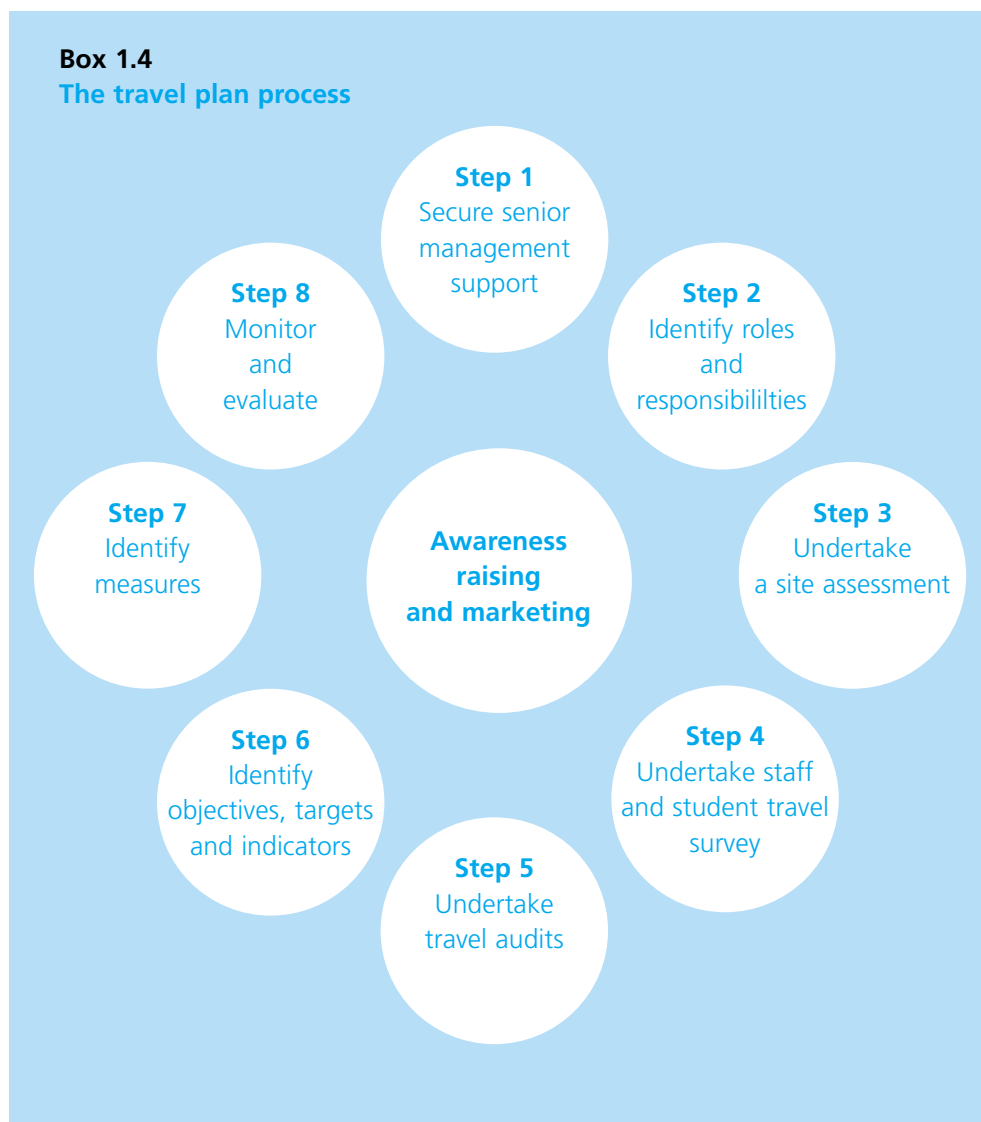 Box 1.4
The travel plan process
Step 1
Secure senior
management
support
Step 2
Identify roles
and
responsibililties
Step 3
Undertake
a site assessment
Step 4
Undertake staff
and student travel
survey
Step 5
Undertake
travel audits
Step 6
Identify
objectives, targets
and indicators
Step 7
Identify
measures
Step 8
Monitor
and
evaluate
Awareness
raising
and marketing